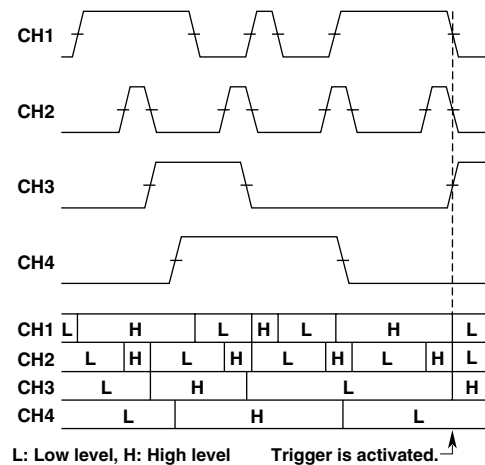 CH1
CH2
CH3
CH4
CH1 L H L H L H L
CH2 L H L H L H L H L
CH3 L H L H
CH4 L H L
L: Low level, H: High level Trigger is activated.